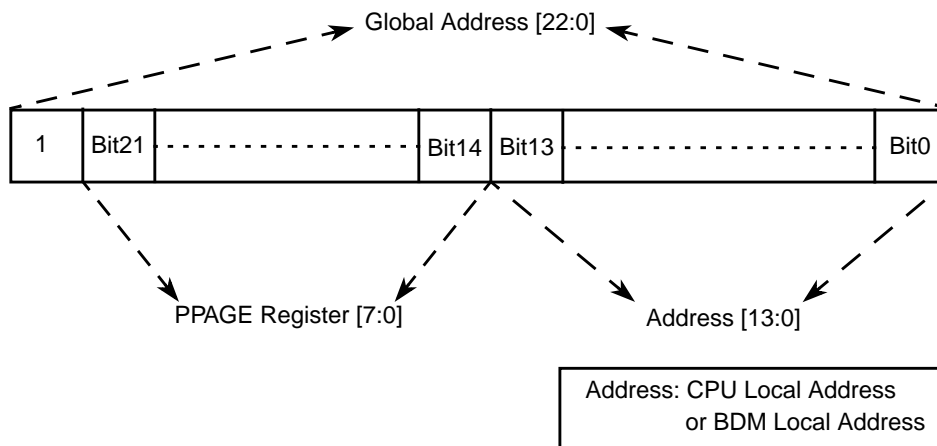 Global Address [22:0]
1 Bit21 Bit14 Bit13 Bit0
PPAGE Register [7:0]
Address [13:0]
Address: CPU Local Address
or BDM Local Address